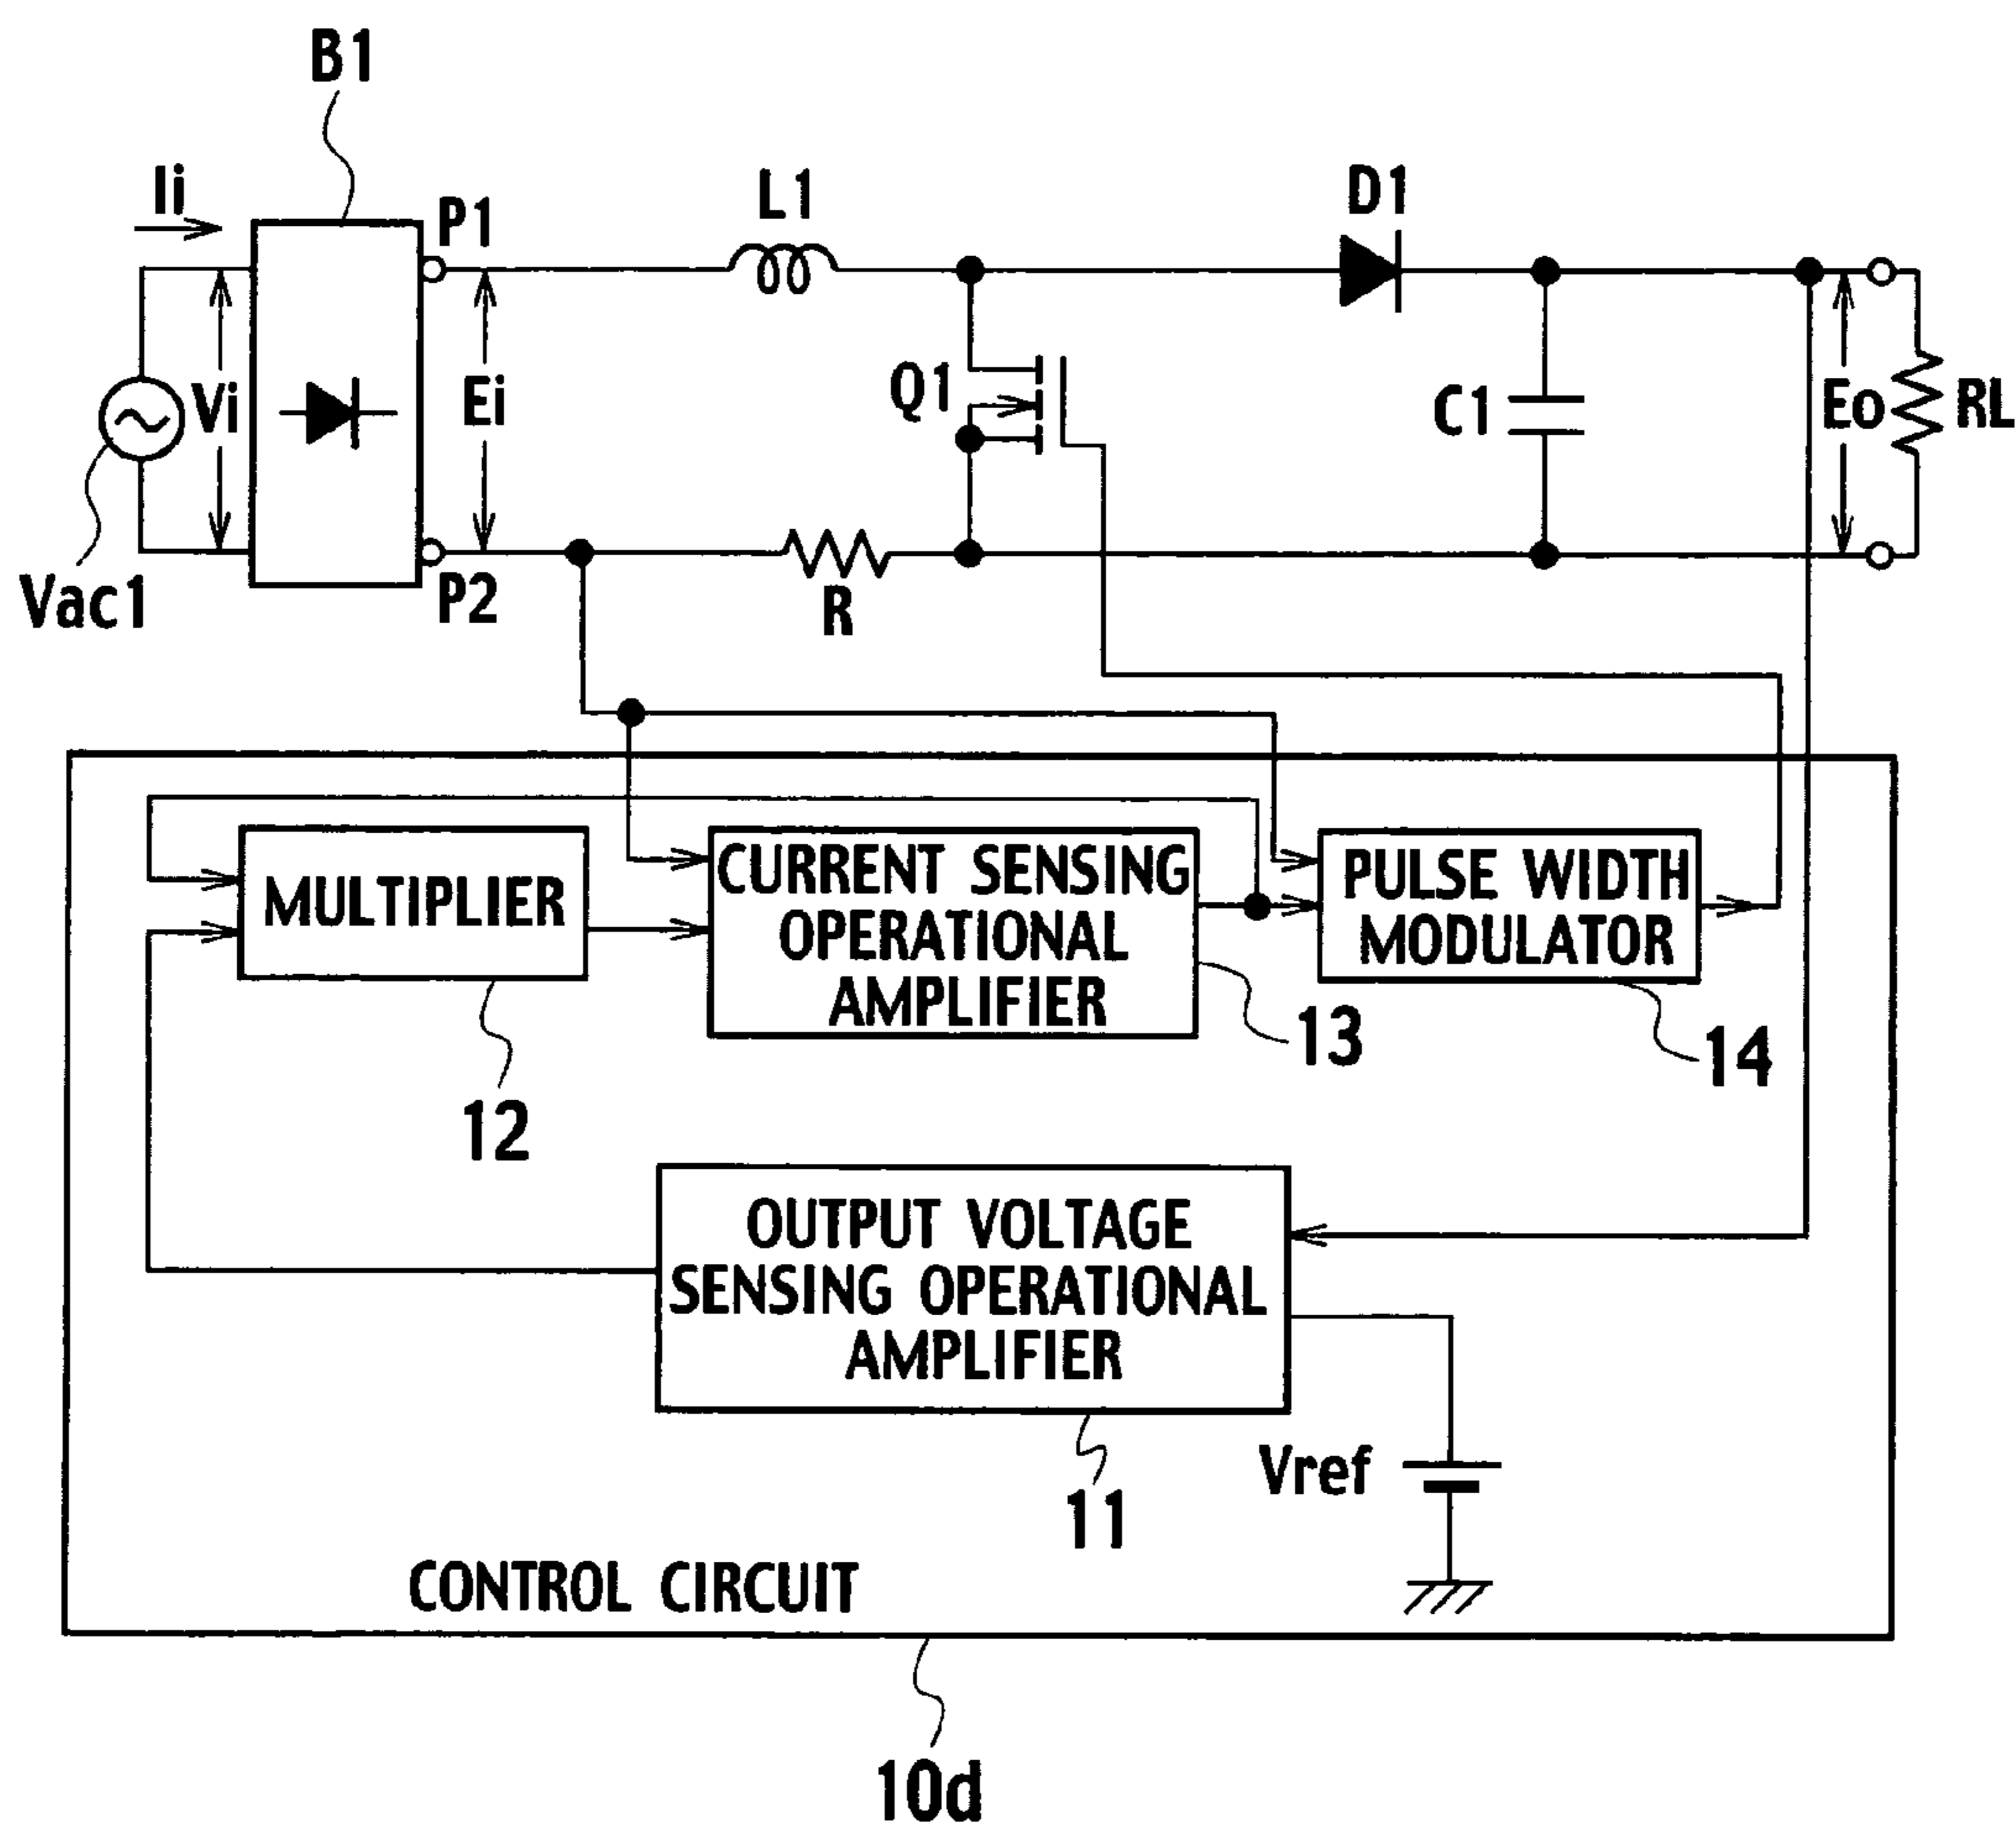 B1
Ii
P1
L1
D1
Vi
Ei
Q1
C1
Eo
RL
Vac1
P2
R
MULTIPLIER
CURRENT SENSING
OPERATIONAL
AMPLIFIER
PULSE WIDTH
MODULATOR
12
13
14
OUTPUT VOLTAGE
SENSING OPERATIONAL
AMPLIFIER
11
Vref
CONTROL CIRCUIT
10d